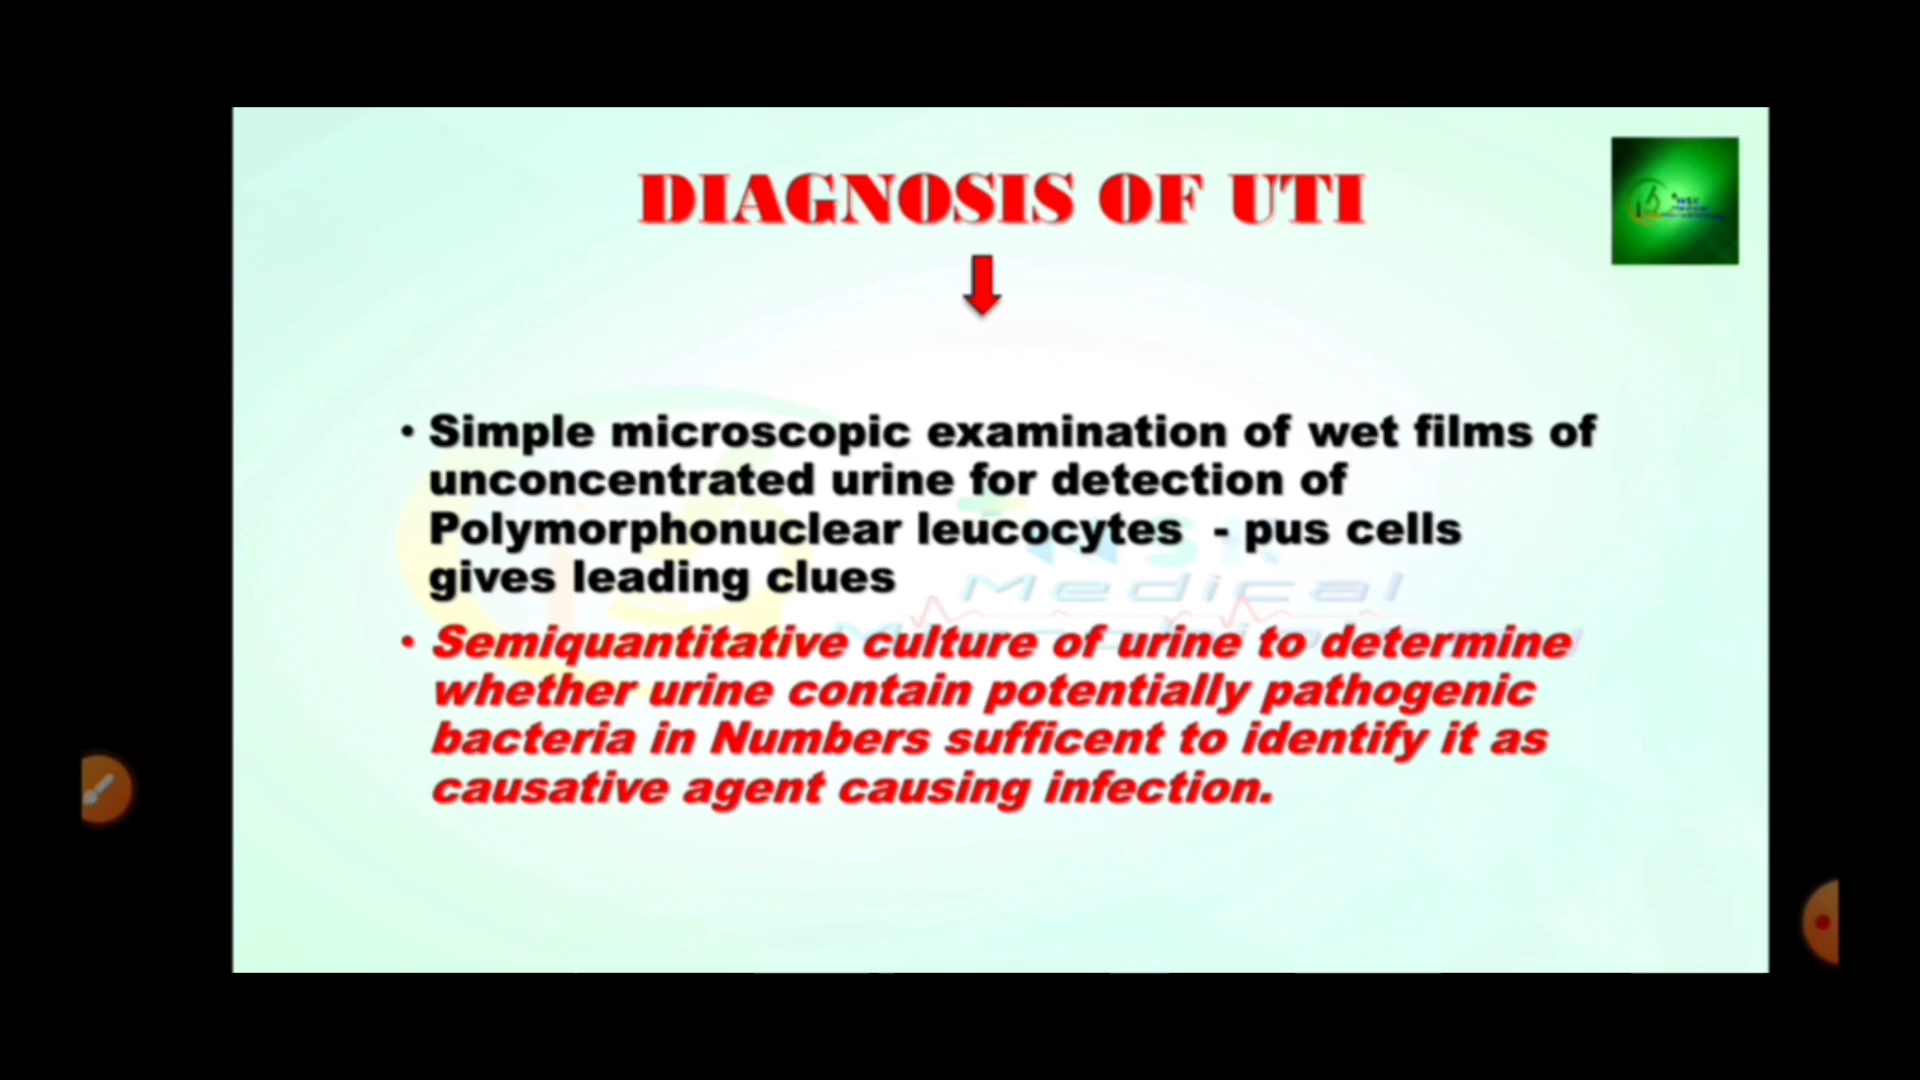 DIAGNOSIS OF UTI
• Simple microscopic examination of wet films of
unconcentrated urine for detection of
Polymorphonuclear leucocytes - pus cells
gives leading clues
• Semiquantitative culture of urine to determine
whether urine contain potentially pathogenic
bacteria in Numbers sufficent to identify it as
causative agent causing infection.
Medical